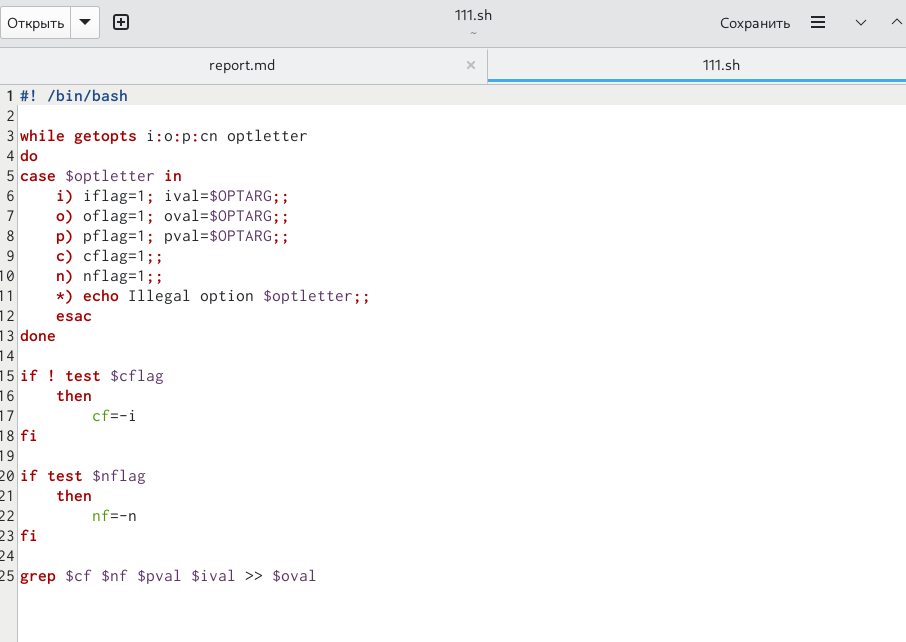 Открыть
111.sh
~
Сохранить
report.md
111.sh
1 #! /bin/bash
2
3 while getopts i:o:p:cn optletter
4 do
5 case $optletter in
6     i) iflag=1; ival=$OPTARG;;
7     o) oflag=1; oval=$OPTARG;;
8     p) pflag=1; pval=$OPTARG;;
9     c) cflag=1;;
10     n) nflag=1;;
11     *) echo Illegal option $optletter;;
12     esac
13 done
14
15 if ! test $cflag
16     then
17         cf=-i
18 fi
19
20 if test $nflag
21     then
22         nf=-n
23 fi
24
25 grep $cf $nf $pval $ival >> $oval